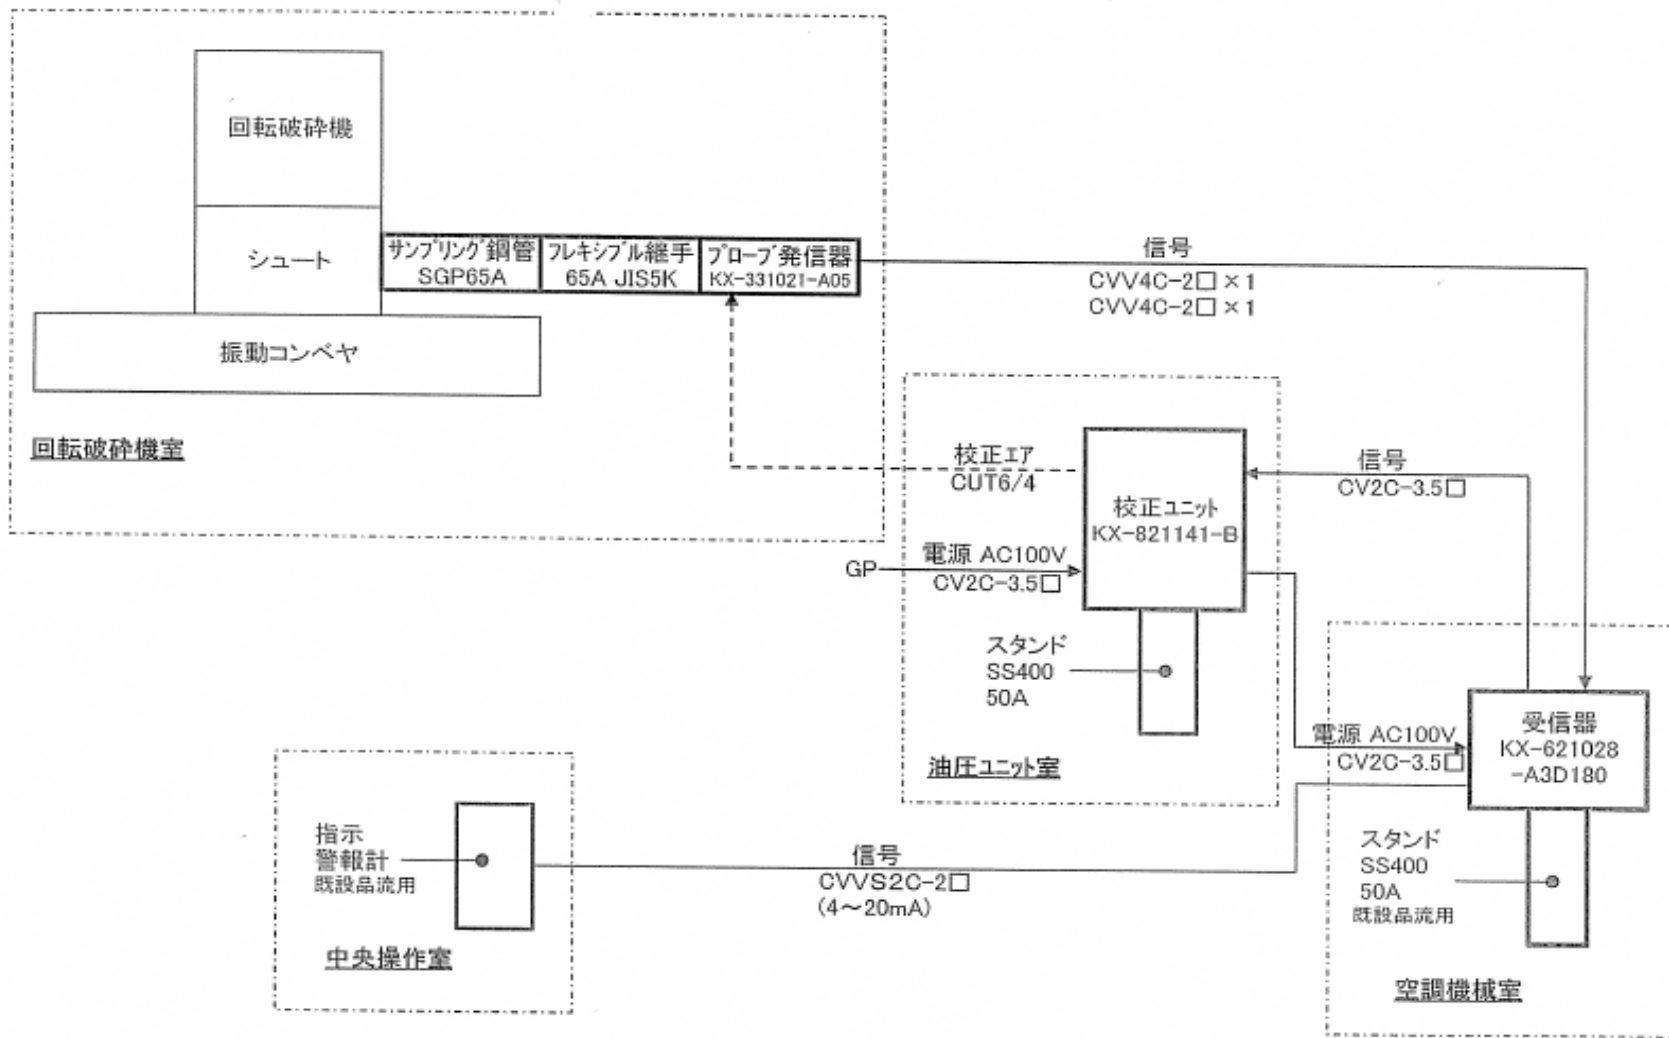 回転破砕機
シュート
サンプリング鋼管
SGP65A
フレキシブル継手
65A JIS5K
プローブ発信器
KX-331021-A05
振動コンベヤ
回転破砕機室
信号
CVV4C-2□×1
CVV4C-2□×1
校正エア
CUT6/4
校正ユニット
KX-821141-B
信号
CV2C-3.5□
GP
電源 AC100V
CV2C-3.5□
スタンド
SS400
50A
油圧ユニット室
電源 AC100V
CV2C-3.5□
受信器
KX-621028
-A3D180
指示
警報計
既設品流用
中央操作室
信号
CVVS2C-2□
(4～20mA)
スタンド
SS400
50A
既設品流用
空調機械室